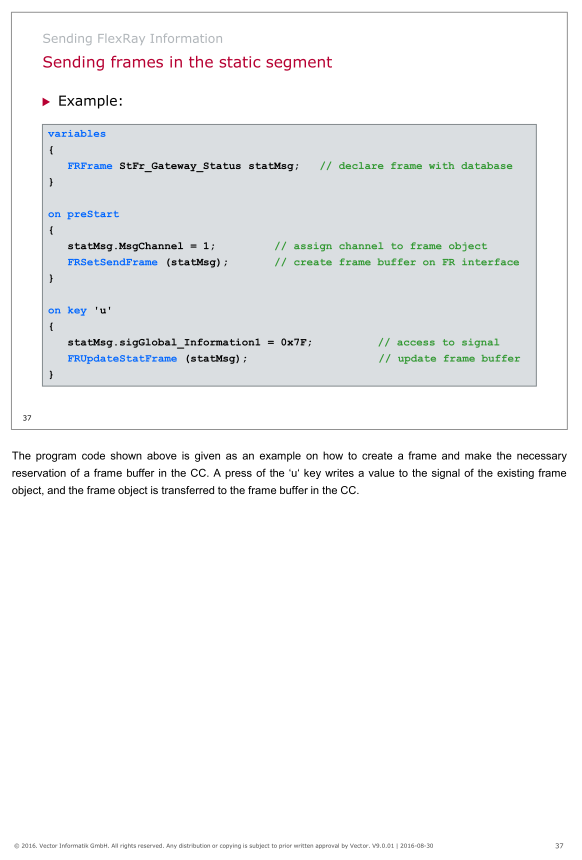 Sending FlexRay Information
Sending frames in the static segment
Example:
variables
{
FRFrame StFr_Gateway_Status statMsg; // declare frame with database
}
on preStart
{
statMsg.MsgChannel = 1; // assign channel to frame object
FRSetSendFrame (statMsg); // create frame buffer on FR interface
}
on key 'u'
{
statMsg.sigGlobal_Information1 = 0x7F; // access to signal
FRUpdateStatFrame (statMsg); // update frame buffer
}
37
The program code shown above is given as an example on how to create a frame and make the necessary
reservation of a frame buffer in the CC. A press of the 'u' key writes a value to the signal of the existing frame
object, and the frame object is transferred to the frame buffer in the CC.
© 2016. Vector Informatik GmbH. All rights reserved. Any distribution or copying is subject to prior written approval by Vector. V9.0.01 | 2016-08-30 37